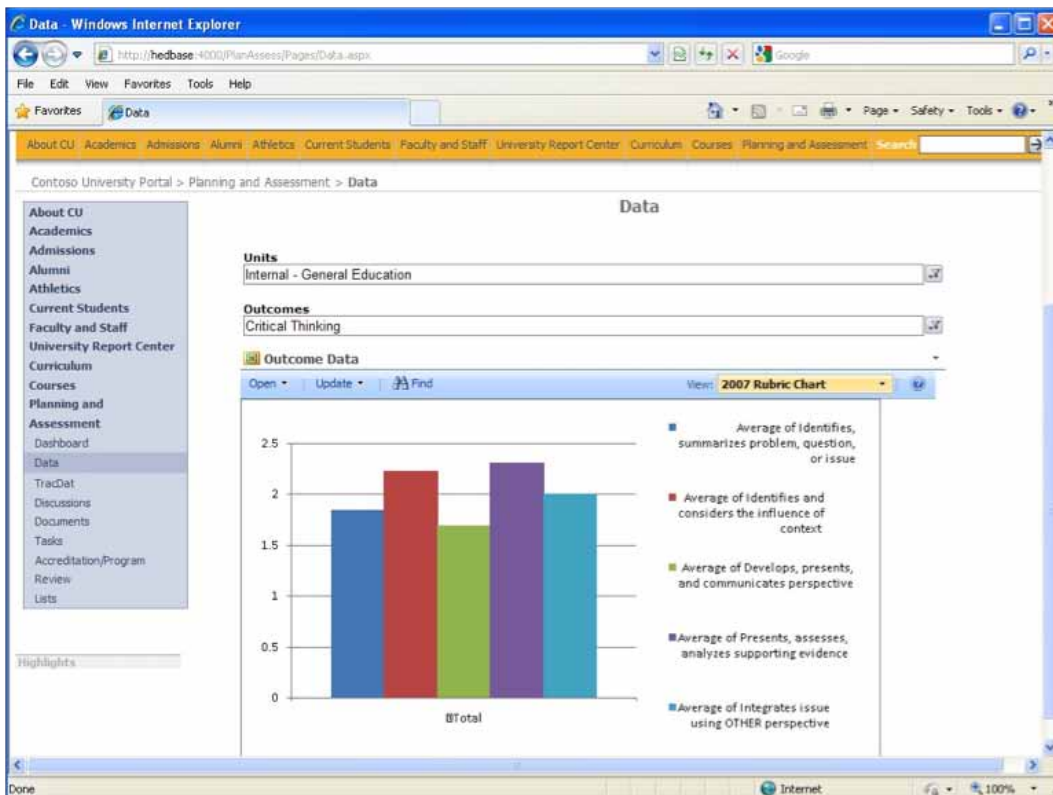 Data - Windows Internet Explorer
http://hedbase:4000/PlanAssess/Pages/Data.aspx
Google
File Edit View Favorites Tools Help
Favorites Data Page Safety Tools
About CU Academics Admissions Alumni Athletics Current Students Faculty and Staff University Report Center Curriculum Courses Planning and Assessment Search
Contoso University Portal > Planning and Assessment > Data
Data
About CU
Academics
Admissions
Alumni
Athletics
Current Students
Faculty and Staff
University Report Center
Curriculum
Courses
Planning and
Assessment
Dashboard
Data
TracDat
Discussions
Documents
Tasks
Accreditation/Program
Review
Lists
Highlights
Units
Internal - General Education
Outcomes
Critical Thinking
Outcome Data
Open Update Find View: 2007 Rubric Chart
2.5
2
1.5
1
0.5
0
Total
Average of Identifies,
summarizes problem, question,
or issue
Average of Identifies and
considers the influence of
context
Average of Develops, presents,
and communicates perspective
Average of Presents, assesses,
analyzes supporting evidence
Average of Integrates issue
using OTHER perspective
Done Internet 100%